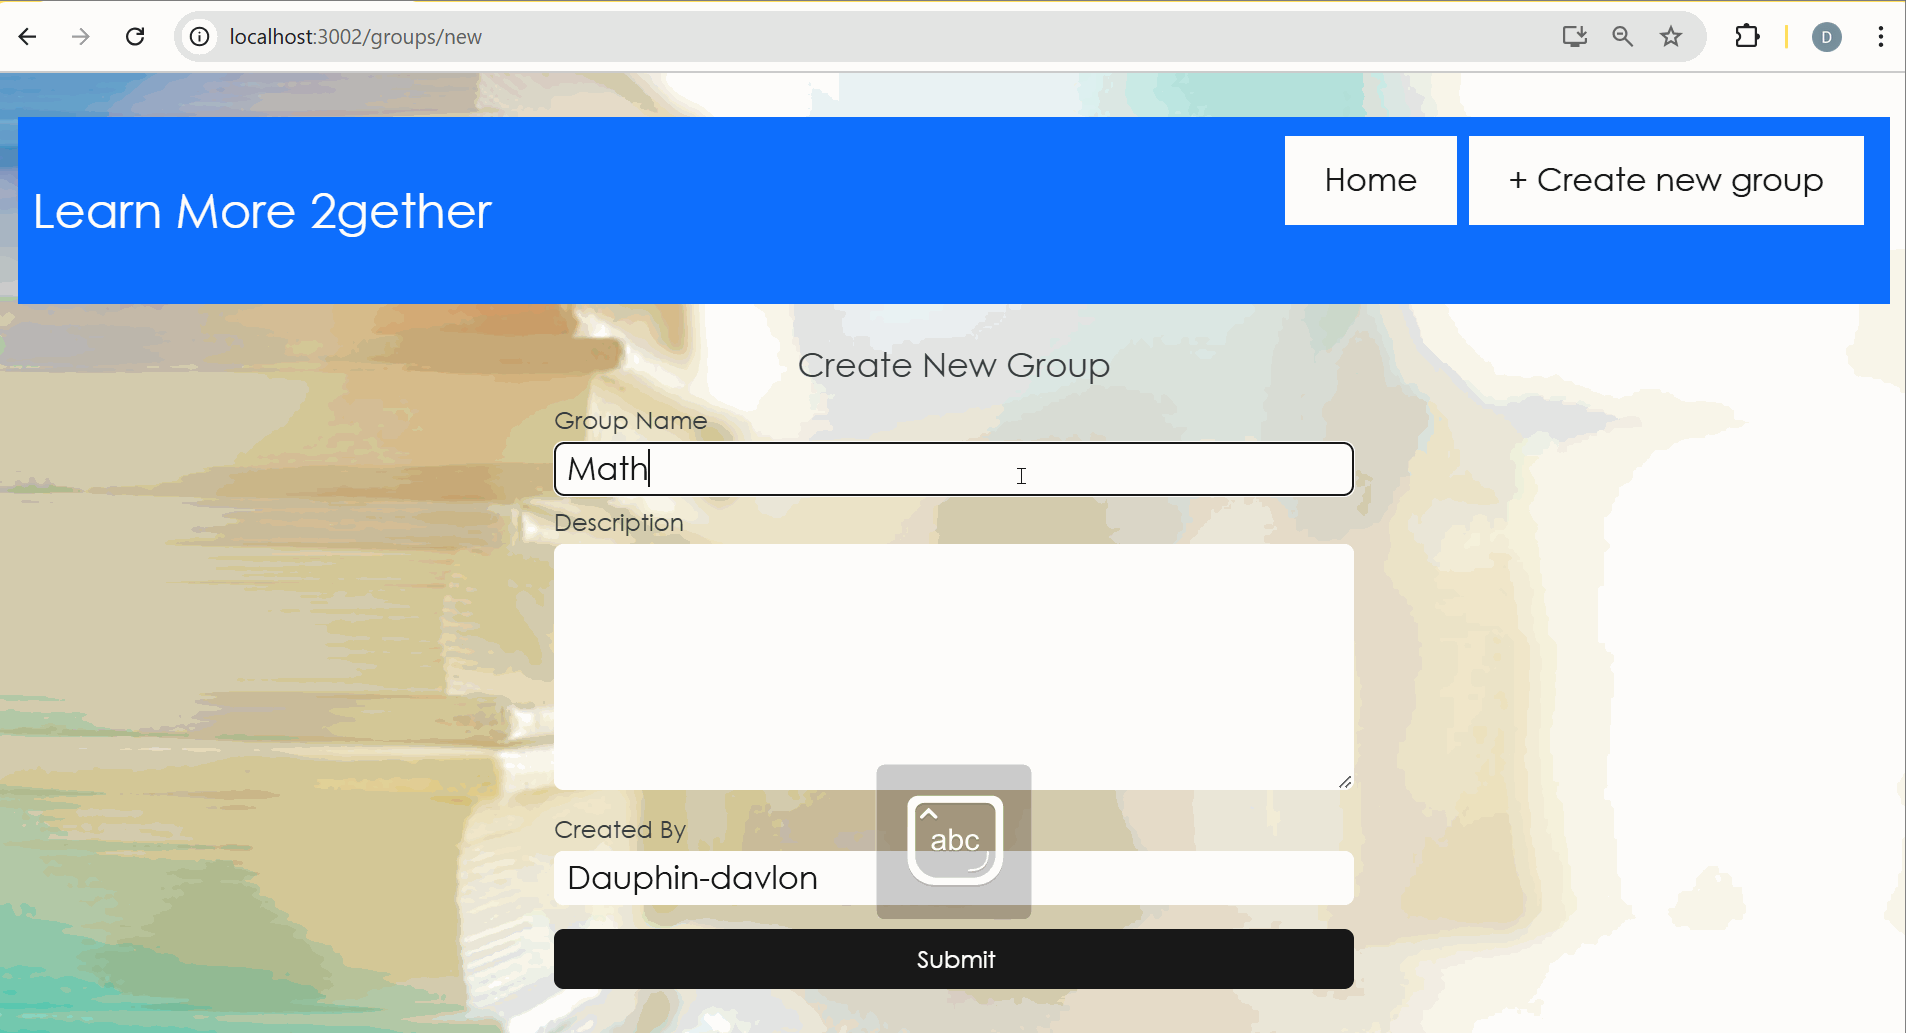 localhost:3002/groups/new
D
Home
+ Create new group
Learn More 2gether
Create New Group
Group Name
Math
Description
abc
Created By
Dauphin-davlon
Submit